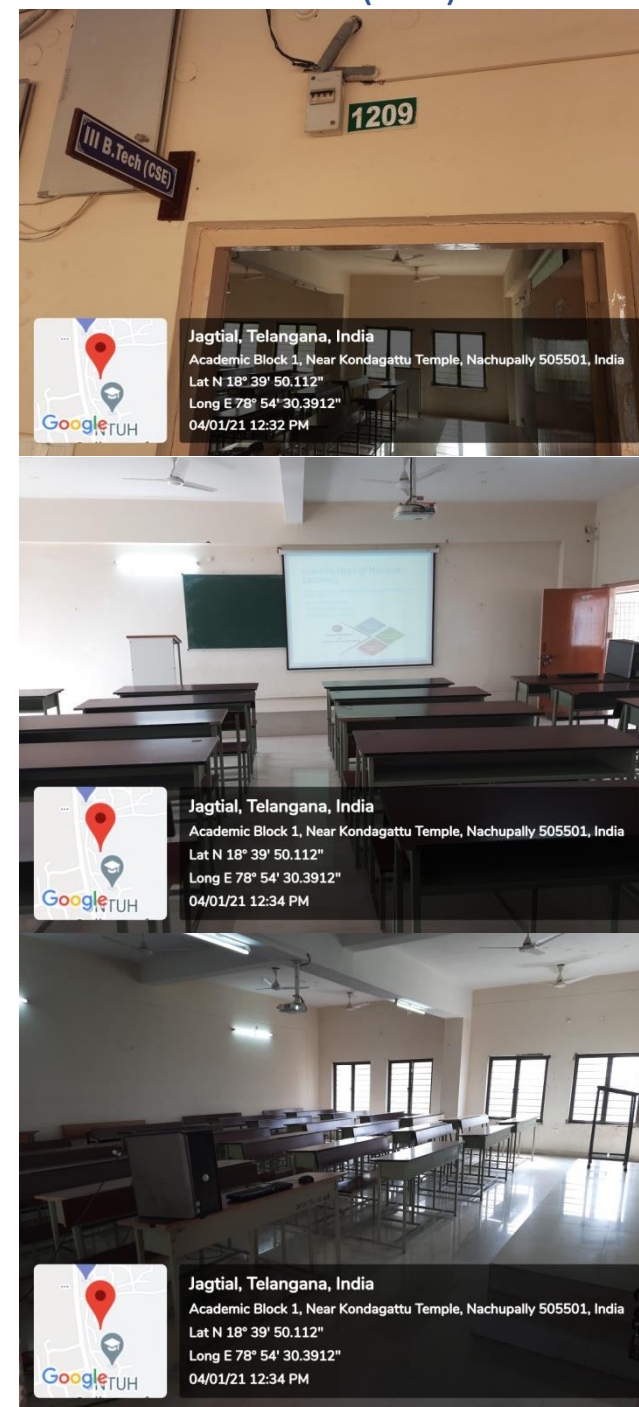 1209
III B.Tech (CSE)
Jagtial, Telangana, India
Academic Block 1, Near Kondagattu Temple, Nachupally 505501, India
Lat N 18° 39' 50.112"
Long E 78° 54' 30.3912"
04/01/21 12:32 PM
Google
TUH
Jagtial, Telangana, India
Academic Block 1, Near Kondagattu Temple, Nachupally 505501, India
Lat N 18° 39' 50.112"
Long E 78° 54' 30.3912"
04/01/21 12:34 PM
Google
TUH
Jagtial, Telangana, India
Academic Block 1, Near Kondagattu Temple, Nachupally 505501, India
Lat N 18° 39' 50.112"
Long E 78° 54' 30.3912"
04/01/21 12:34 PM
Google
TUH